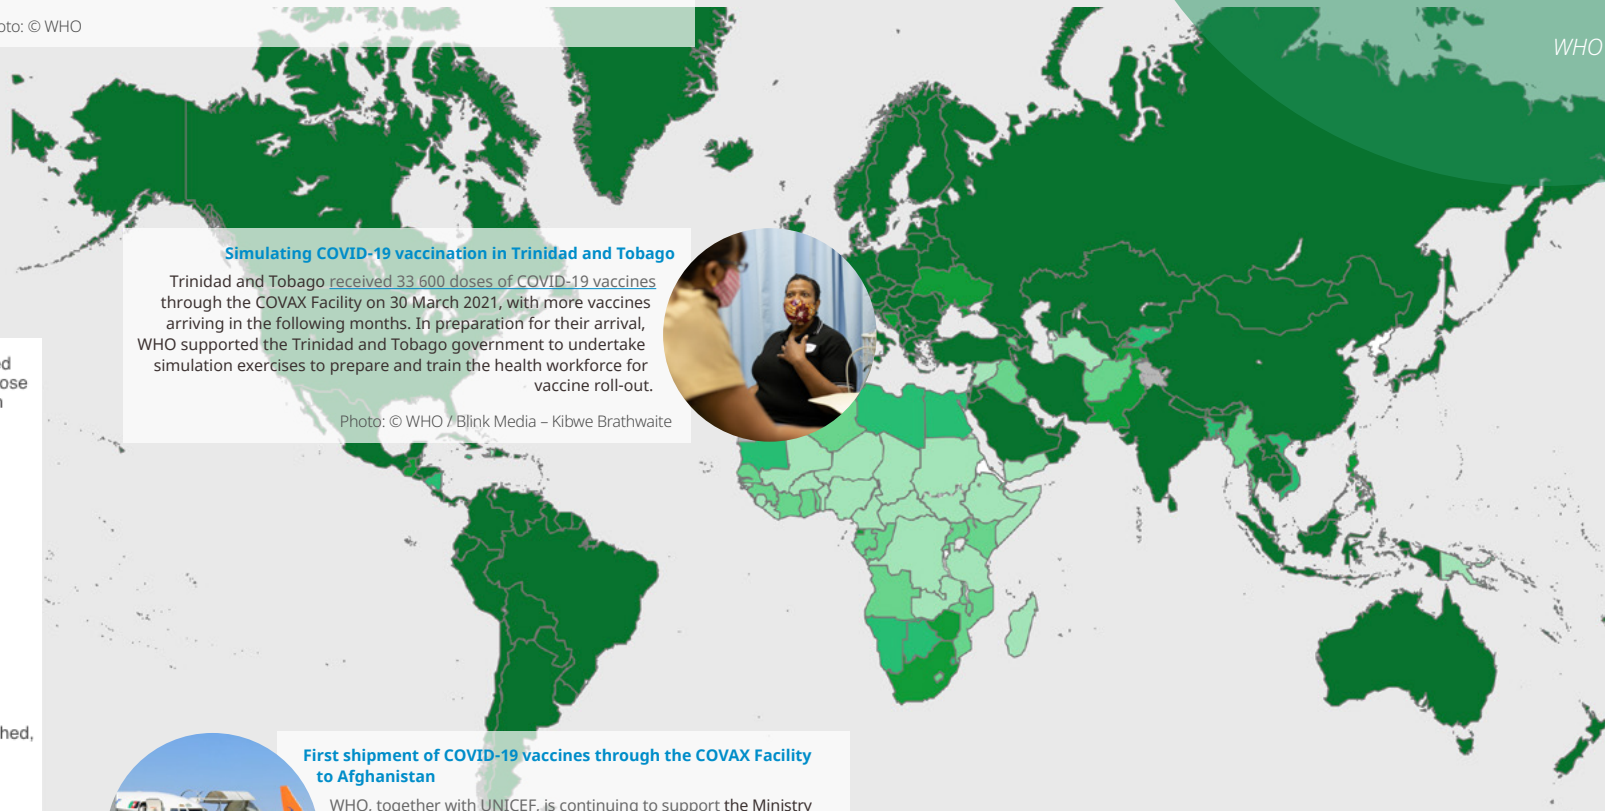 oto: © WHO
WHO
Simulating COVID-19 vaccination in Trinidad and Tobago
Trinidad and Tobago received 33 600 doses of COVID-19 vaccines
through the COVAX Facility on 30 March 2021, with more vaccines
arriving in the following months. In preparation for their arrival,
WHO supported the Trinidad and Tobago government to undertake
simulation exercises to prepare and train the health workforce for
vaccine roll-out.
Photo: © WHO / Blink Media – Kibwe Brathwaite
ed
ose
n
hed,
First shipment of COVID-19 vaccines through the COVAX Facility
to Afghanistan
WHO, together with UNICEF, is continuing to support the Ministry